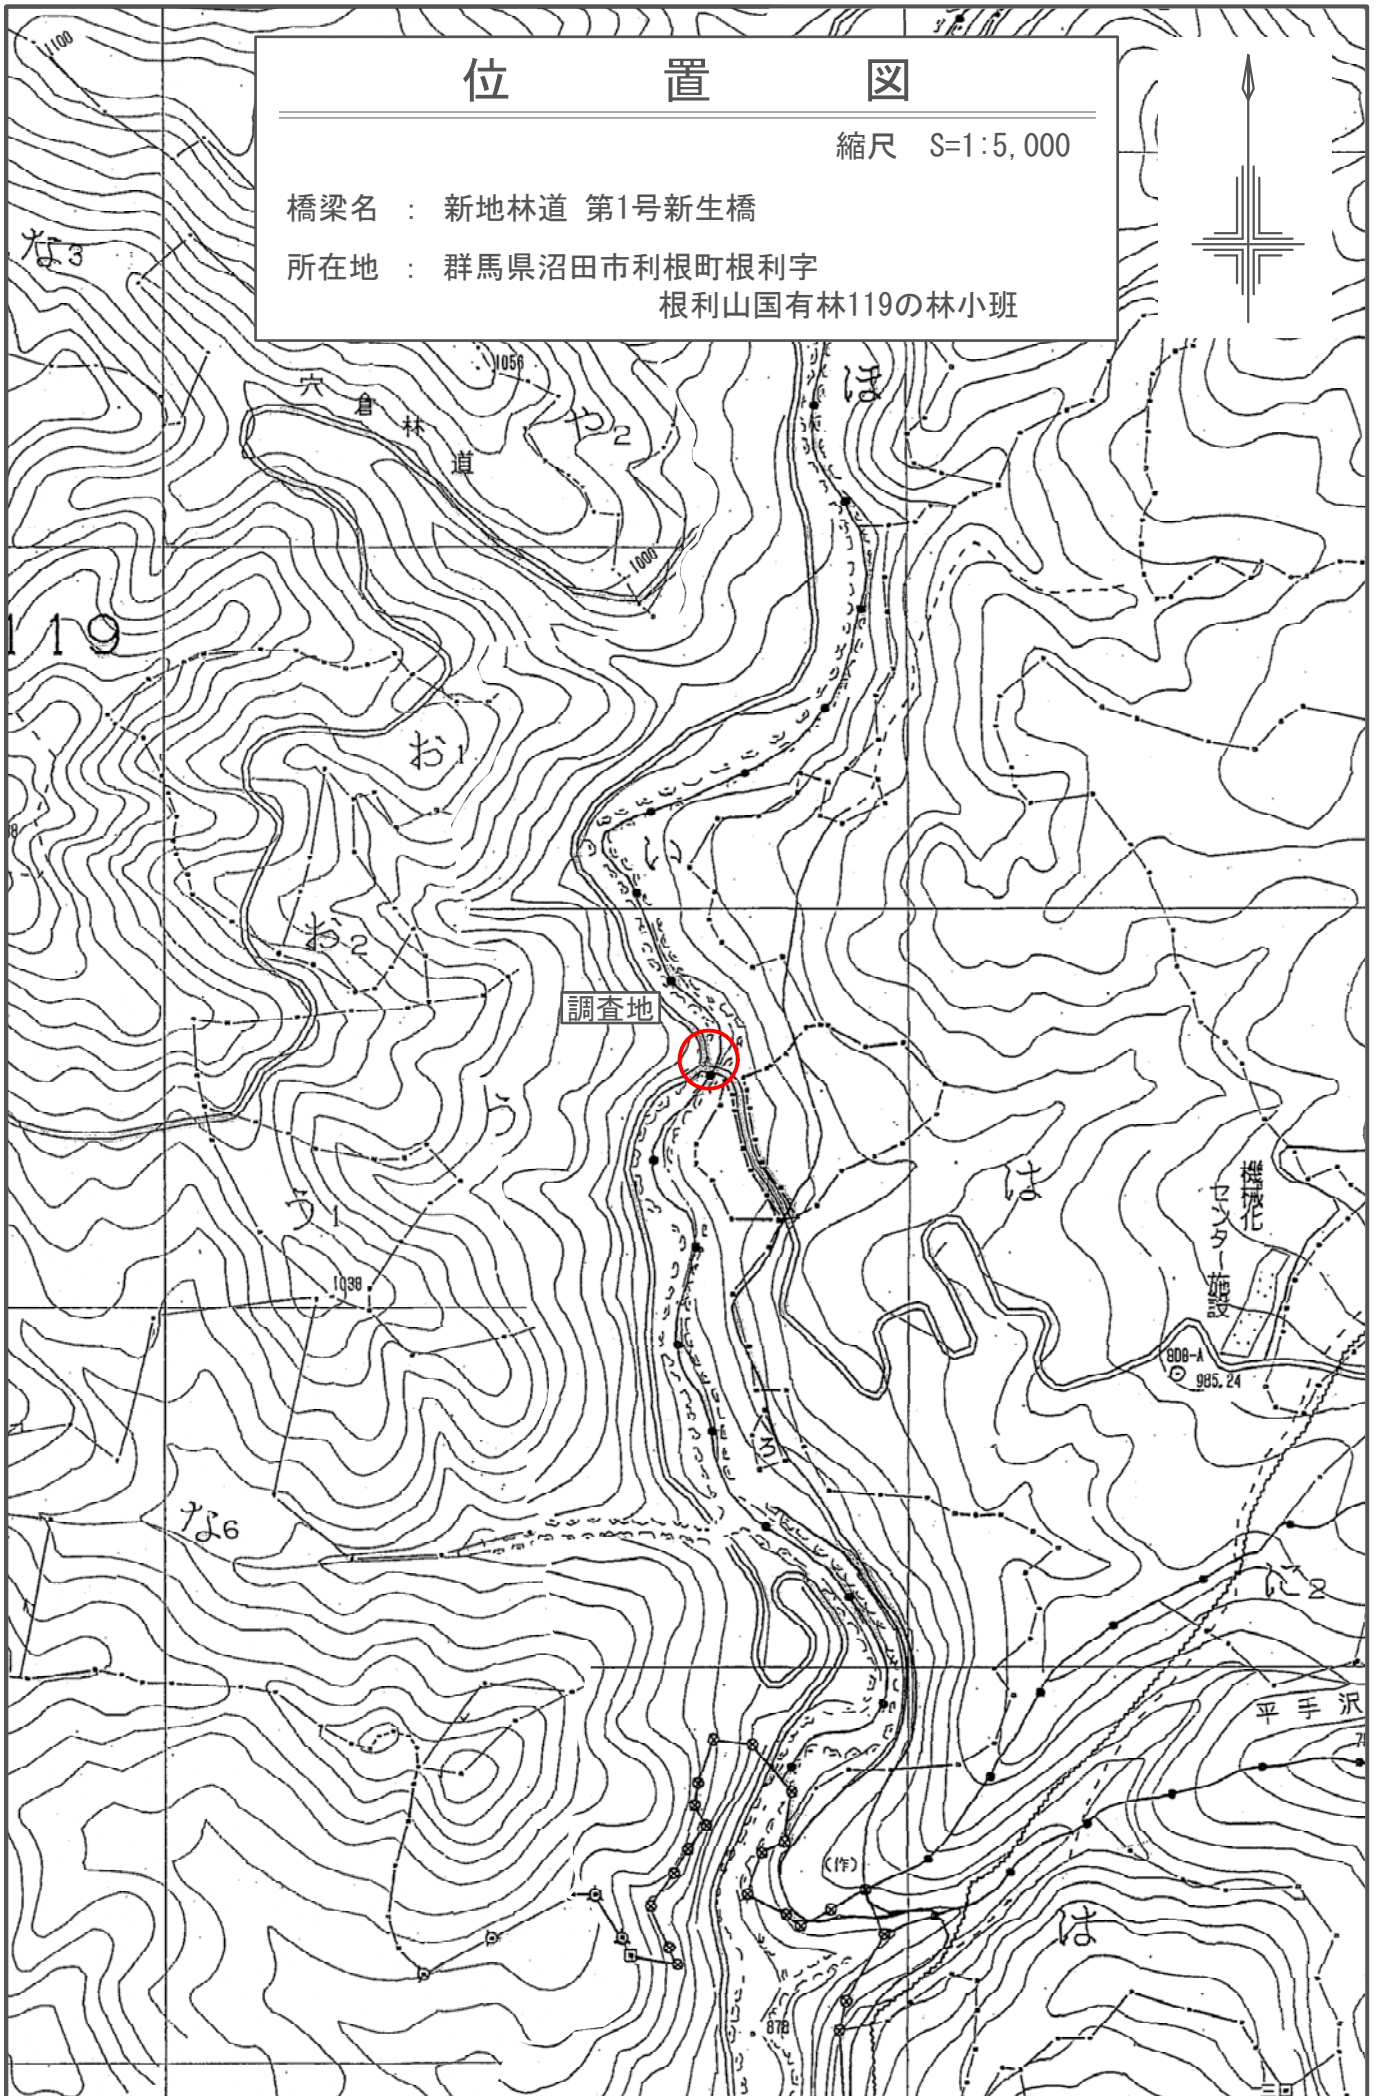 位置図
縮尺 S=1:5,000
橋梁名 : 新地林道 第1号新生橋
所在地 : 群馬県沼田市利根町根利字
根利山国有林119の林小班
1100
な3
1056
穴倉林道
や2
ほ
1000
119
お1
い
お2
調査地
ら
う1
は
機械化
センター施設
1038
808-A
985.24
ろ
な6
に2
平手沢
(作)
は
878